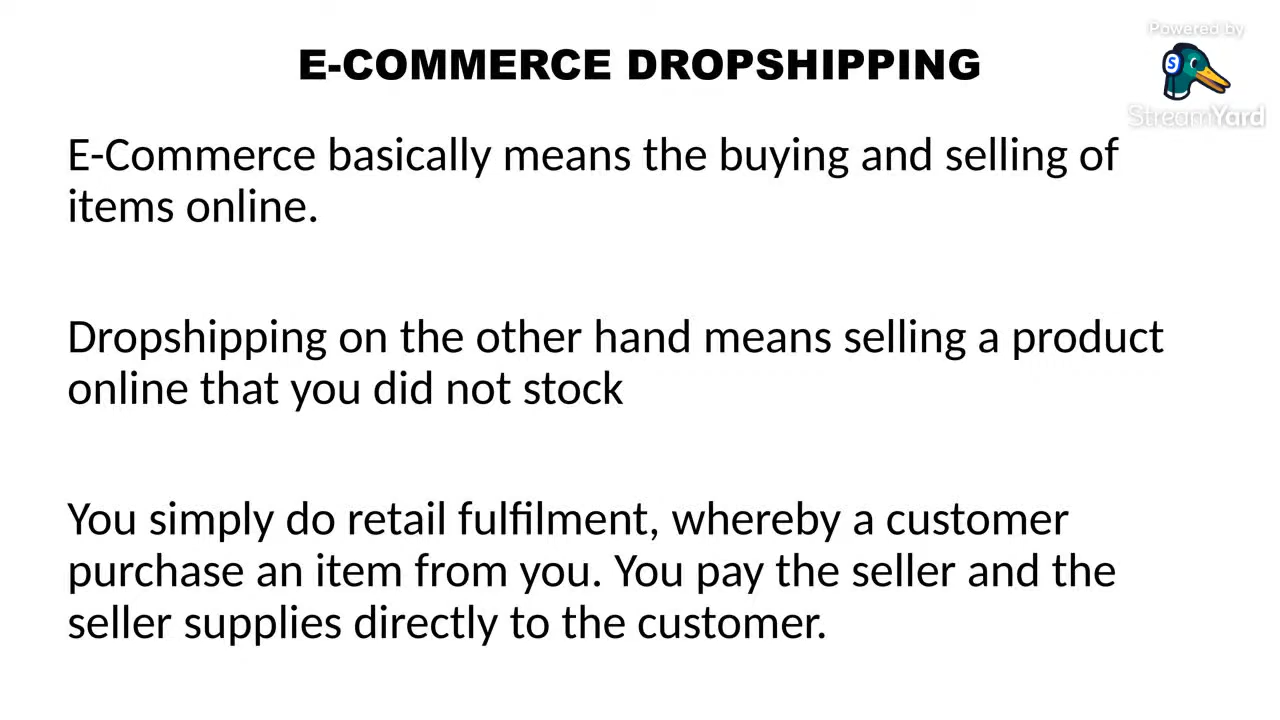 Powered by
StreamYard
E-COMMERCE DROPSHIPPING
E-Commerce basically means the buying and selling of
items online.
Dropshipping on the other hand means selling a product
online that you did not stock
You simply do retail fulfilment, whereby a customer
purchase an item from you. You pay the seller and the
seller supplies directly to the customer.